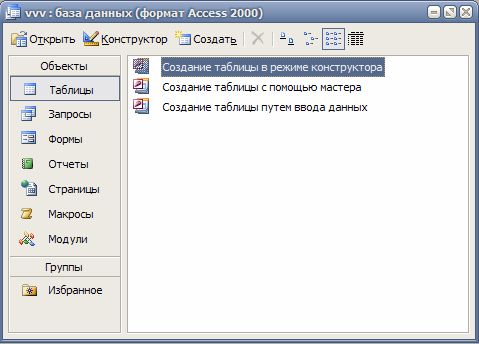 vvv : база данных (формат Access 2000)
Открыть Конструктор Создать
Объекты
Таблицы
Запросы
Формы
Отчеты
Страницы
Макросы
Модули
Группы
Избранное
Создание таблицы в режиме конструктора
Создание таблицы с помощью мастера
Создание таблицы путем ввода данных